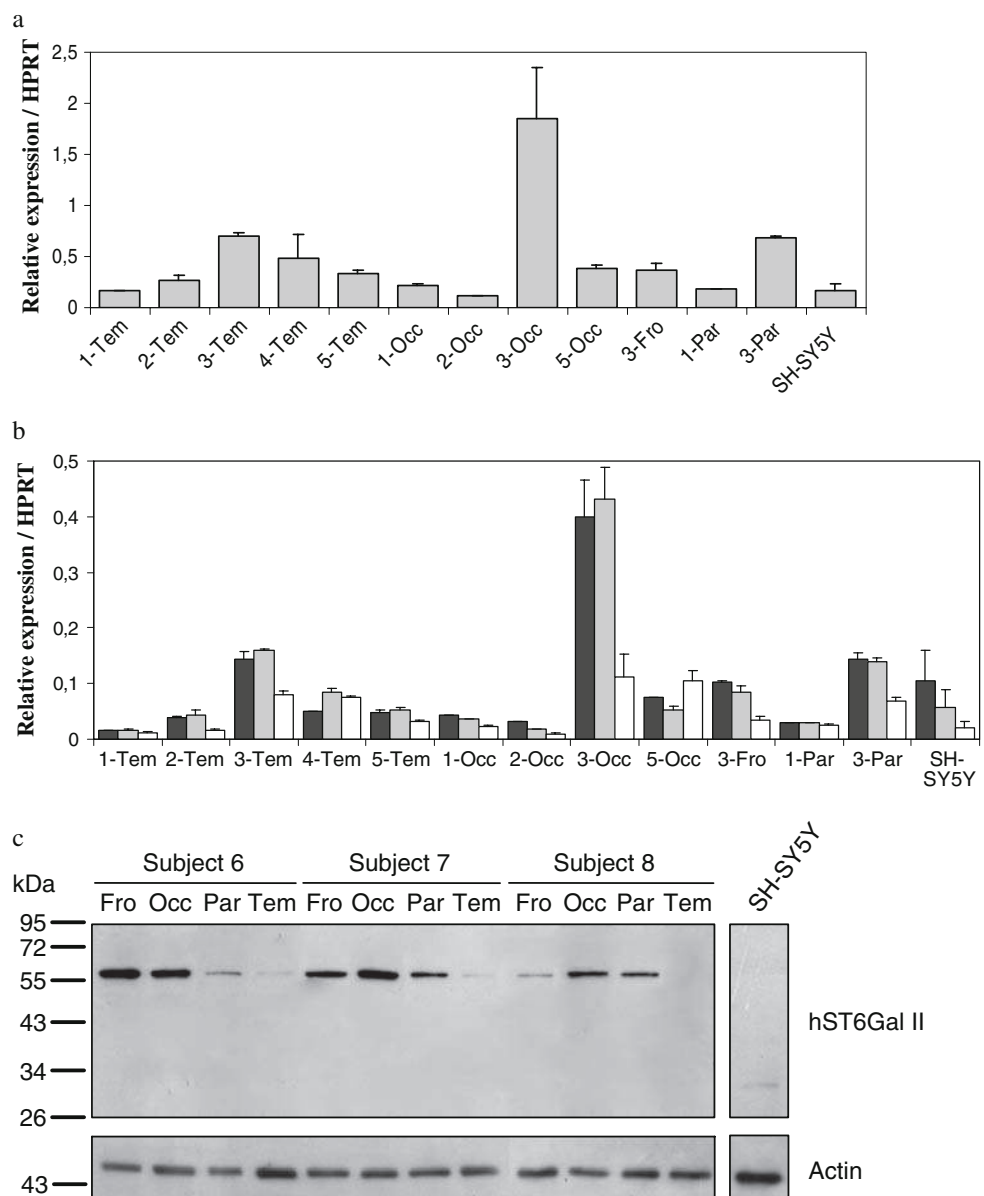 a
Relative expression / HPRT
2,5
2
1,5
1
0,5
0
1-Tem 2-Tem 3-Tem 4-Tem 5-Tem 1-Occ 2-Occ 3-Occ 5-Occ 3-Fro 1-Par 3-Par SH-SY5Y
b
Relative expression / HPRT
0,5
0,4
0,3
0,2
0,1
0
1-Tem 2-Tem 3-Tem 4-Tem 5-Tem 1-Occ 2-Occ 3-Occ 5-Occ 3-Fro 1-Par 3-Par SH-
SY5Y
c
Subject 6 Subject 7 Subject 8 SH-SY5Y
kDa
Fro Occ Par Tem Fro Occ Par Tem Fro Occ Par Tem
95
72
55
43
34
26
hST6Gal II
43
Actin